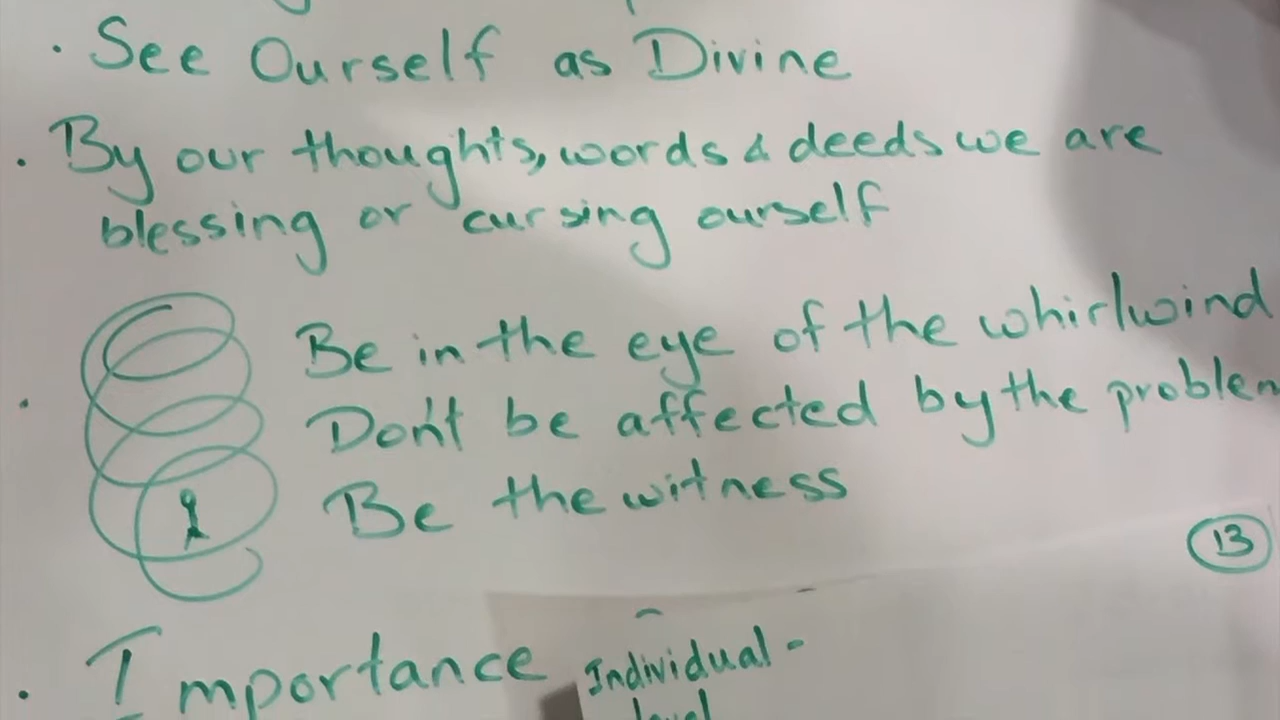 · See Ourself as Divine
· By our thoughts, words & deeds we are
blessing or cursing ourself
· Be in the eye of the whirlwind
Don't be affected by the problem
Be the witness
13
· Importance
Individual -
level